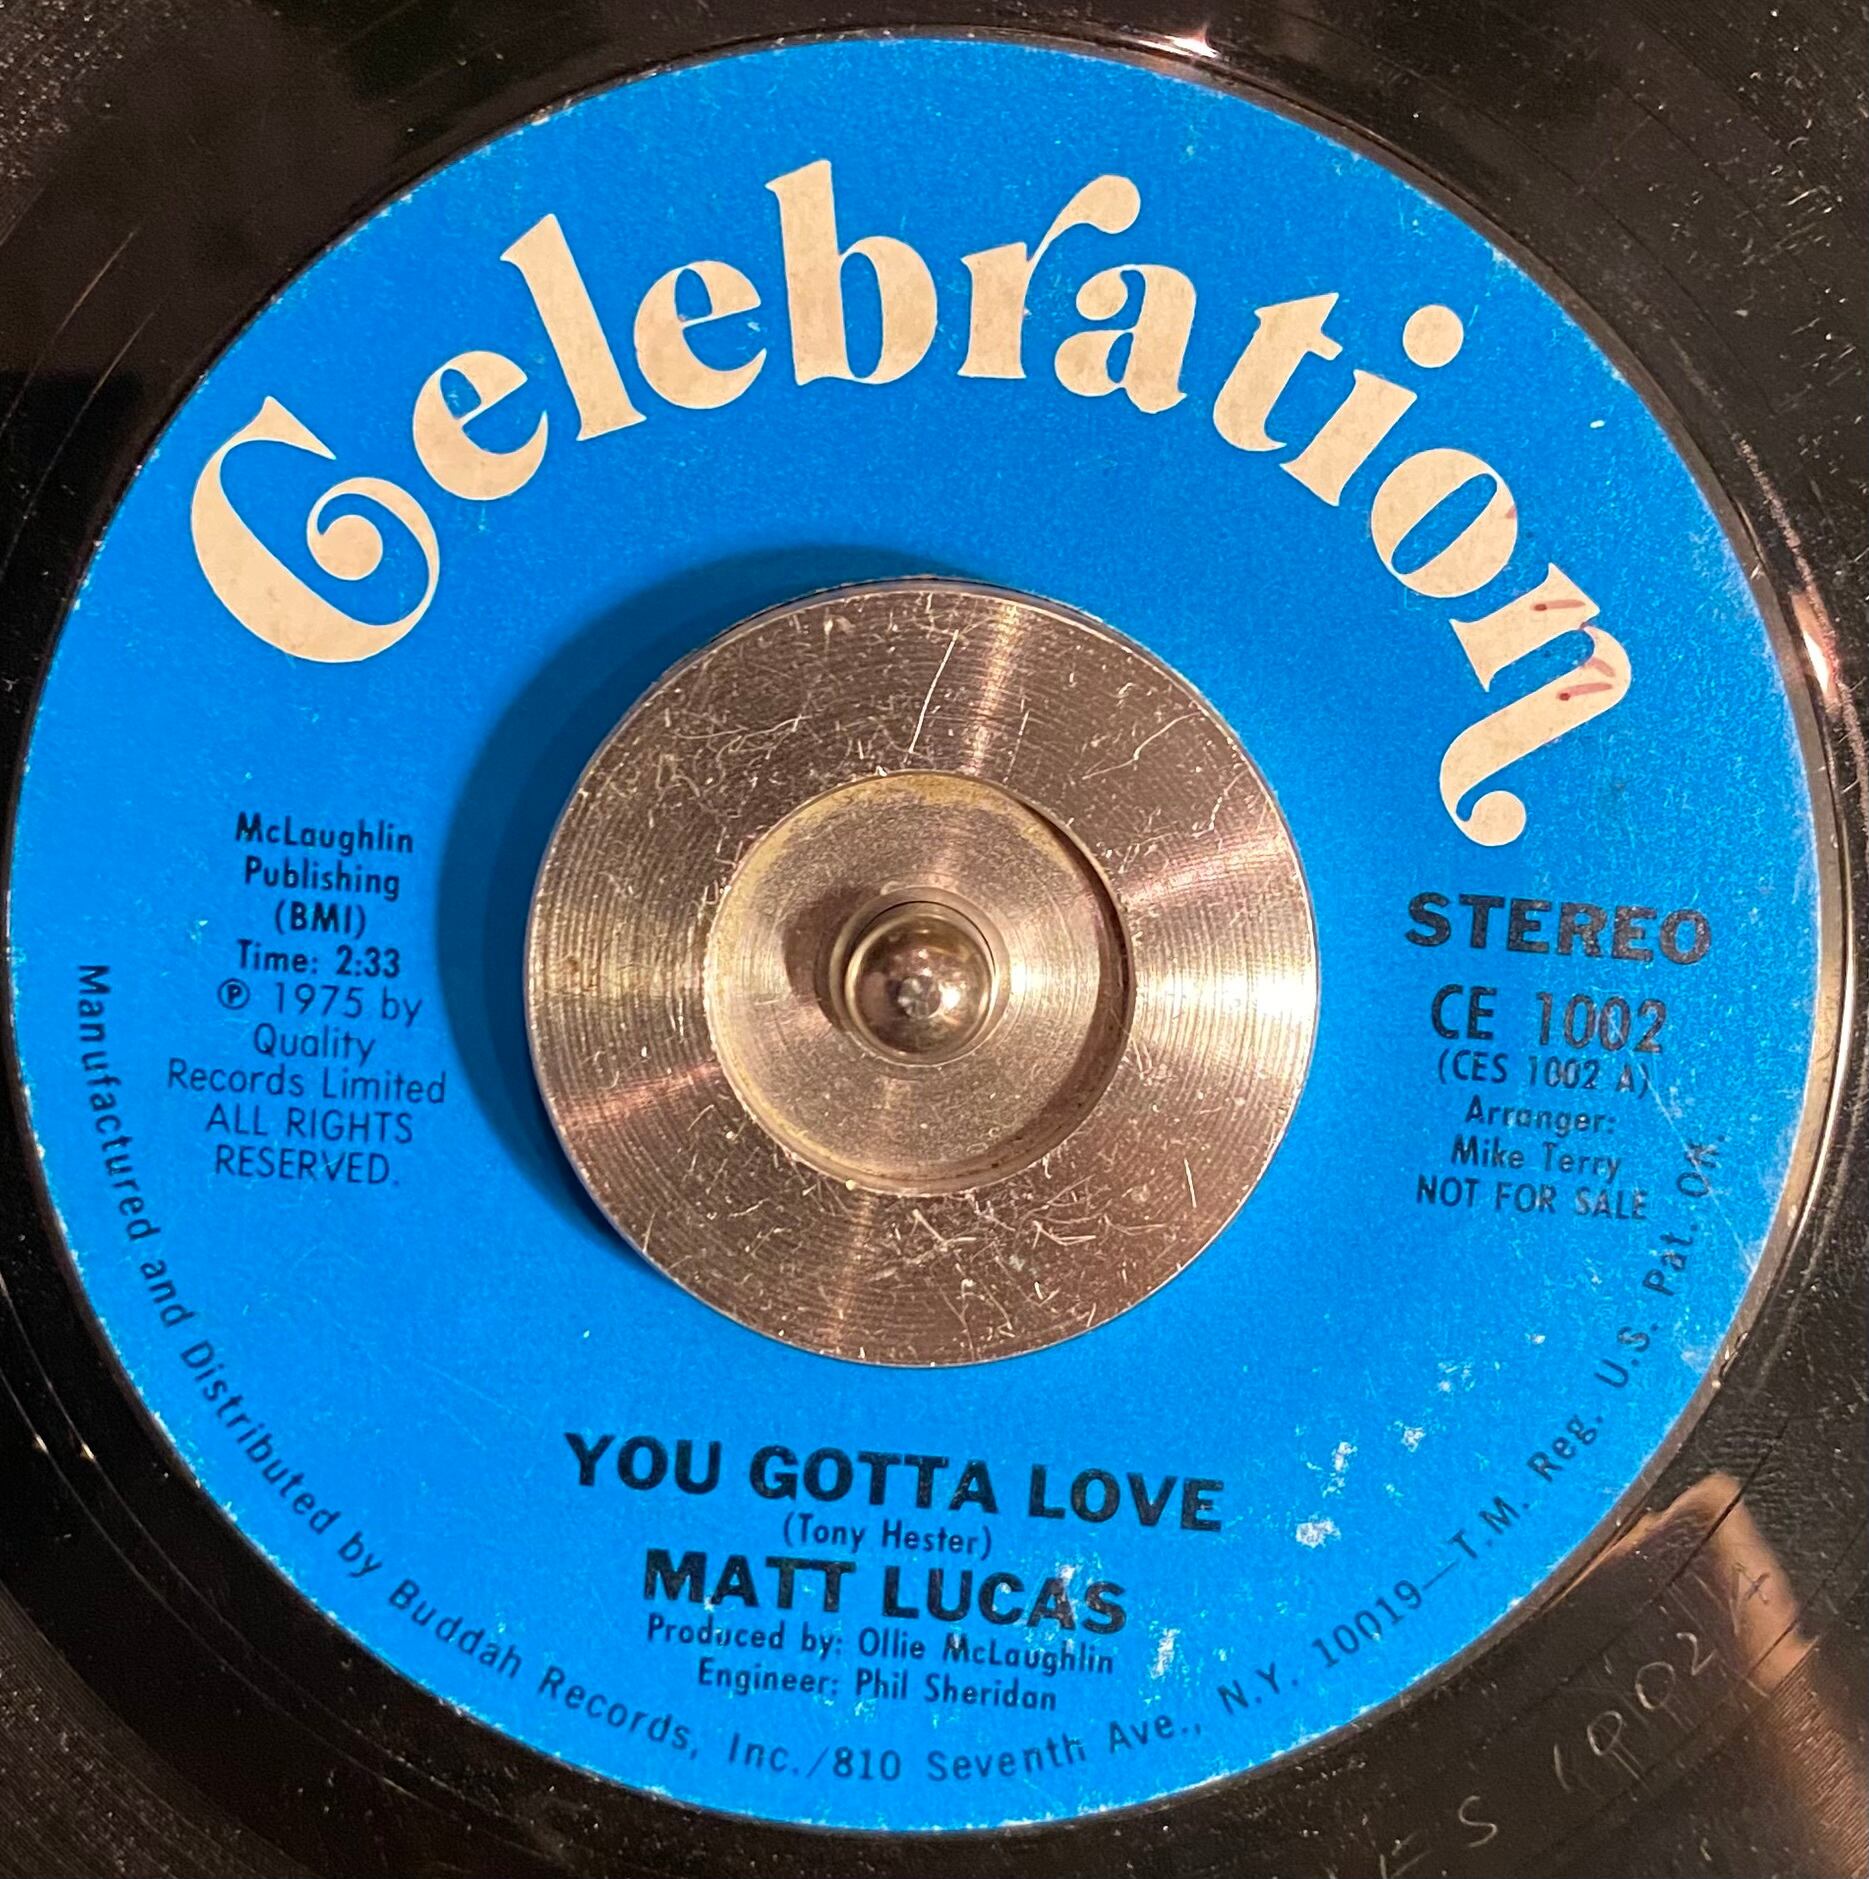 Celebration
McLaughlin
Publishing
(BMI)
Time: 2:33
℗ 1975 by
Quality
Records Limited
ALL RIGHTS
RESERVED.
STEREO
CE 1002
(CES 1002 A)
Arranger:
Mike Terry
NOT FOR SALE
YOU GOTTA LOVE
(Tony Hester)
MATT LUCAS
Produced by: Ollie McLaughlin
Engineer: Phil Sheridan
Manufactured and Distributed by Buddah Records, Inc./810 Seventh Ave., N.Y. 10019—T.M. Reg. U.S. Pat. Off.